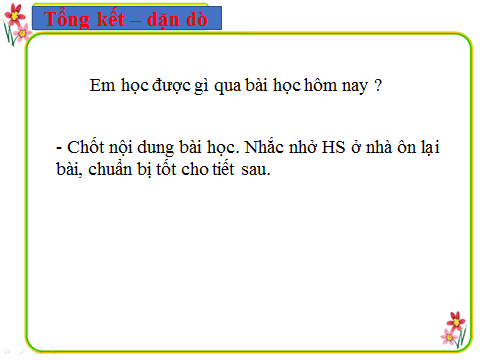 Tổng kết – dặn dò
Em học được gì qua bài học hôm nay ?
- Chốt nội dung bài học. Nhắc nhở HS ở nhà ôn lại
bài, chuẩn bị tốt cho tiết sau.